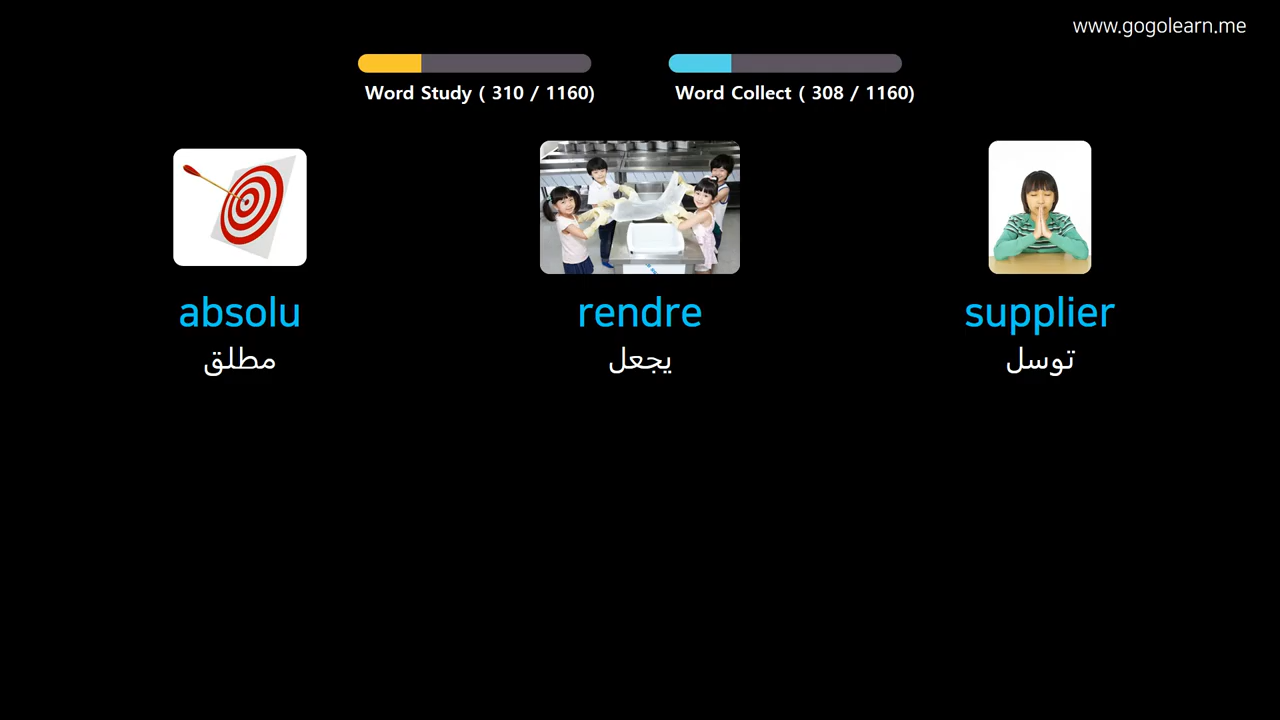 www.gogolearn.me
Word Study ( 310 / 1160)
Word Collect ( 308 / 1160)
absolu
rendre
supplier
مطلق
يجعل
توسل